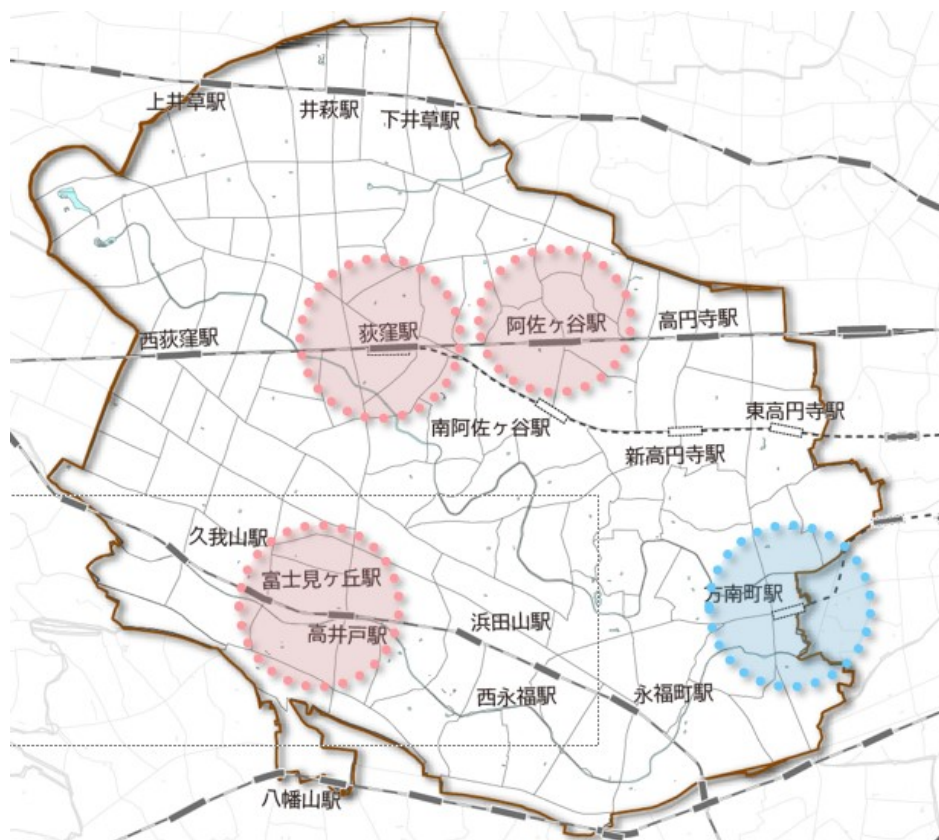 上井草駅
井萩駅
下井草駅
西荻窪駅
荻窪駅
阿佐ヶ谷駅
高円寺駅
南阿佐ヶ谷駅
新高円寺駅
東高円寺駅
久我山駅
富士見ヶ丘駅
高井戸駅
浜田山駅
西永福駅
永福町駅
方南町駅
八幡山駅